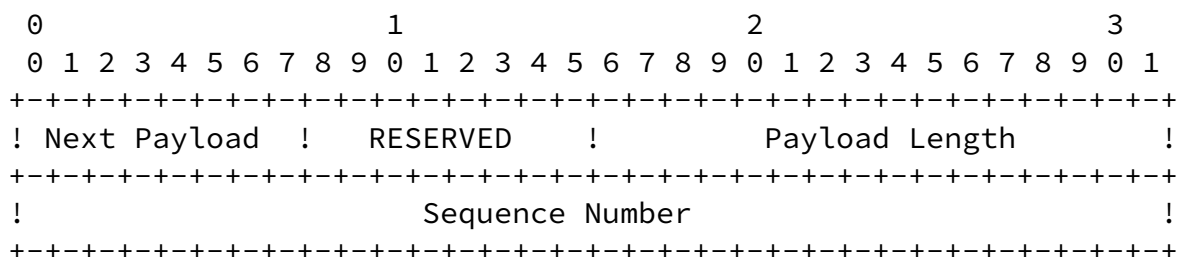 0                   1                   2                   3
 0 1 2 3 4 5 6 7 8 9 0 1 2 3 4 5 6 7 8 9 0 1 2 3 4 5 6 7 8 9 0 1
+-+-+-+-+-+-+-+-+-+-+-+-+-+-+-+-+-+-+-+-+-+-+-+-+-+-+-+-+-+-+-+-+
! Next Payload  !   RESERVED    !         Payload Length        !
+-+-+-+-+-+-+-+-+-+-+-+-+-+-+-+-+-+-+-+-+-+-+-+-+-+-+-+-+-+-+-+-+
!                      Sequence Number                          !
+-+-+-+-+-+-+-+-+-+-+-+-+-+-+-+-+-+-+-+-+-+-+-+-+-+-+-+-+-+-+-+-+